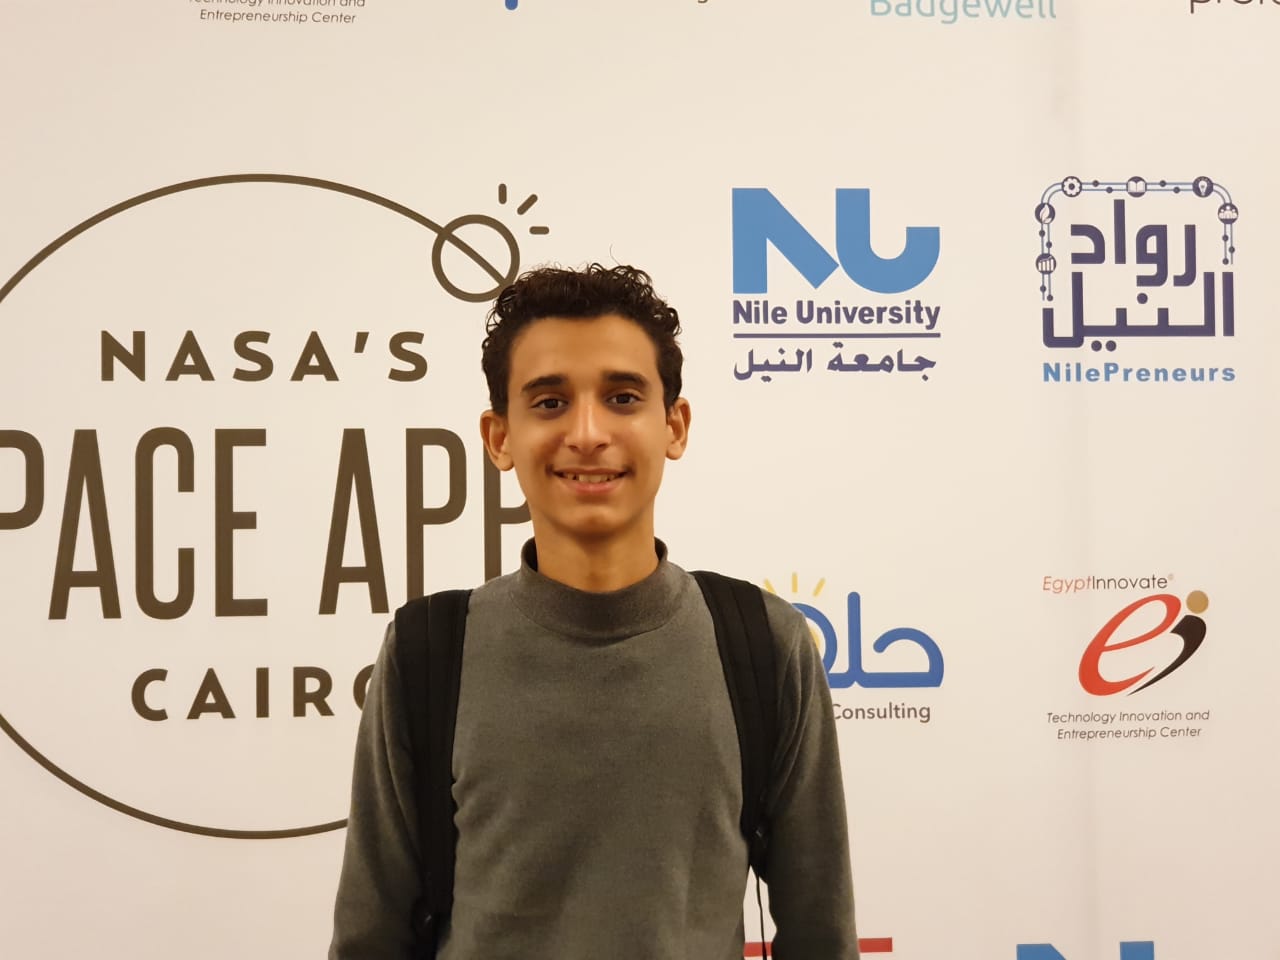 Technology Innovation and
Entrepreneurship Center
Badgewell
NASA'S
PACE APP
CAIRO
Nile University
جامعة النيل
رواد
النيل
NilePreneurs
حلم
Consulting
EgyptInnovate
Technology Innovation and
Entrepreneurship Center